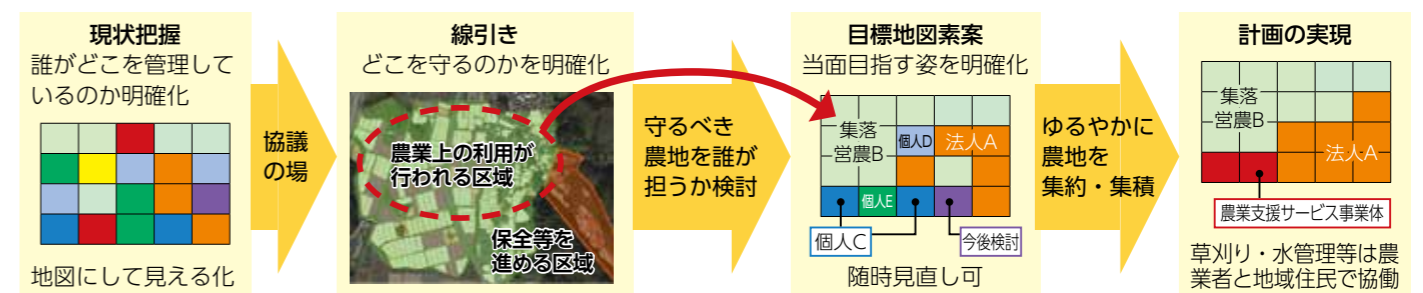 現状把握
誰がどこを管理して
いるのか明確化
地図にして見える化
協議
の場
線引き
どこを守るのかを明確化
農業上の利用が
行われる区域
保全等を
進める区域
守るべき
農地を誰が
担うか検討
目標地図素案
当面目指す姿を明確化
集落
営農B
個人D
法人A
個人E
個人C
今後検討
随時見直し可
ゆるやかに
農地を
集約・集積
計画の実現
集落
営農B
法人A
農業支援サービス事業体
草刈り・水管理等は農
業者と地域住民で協働